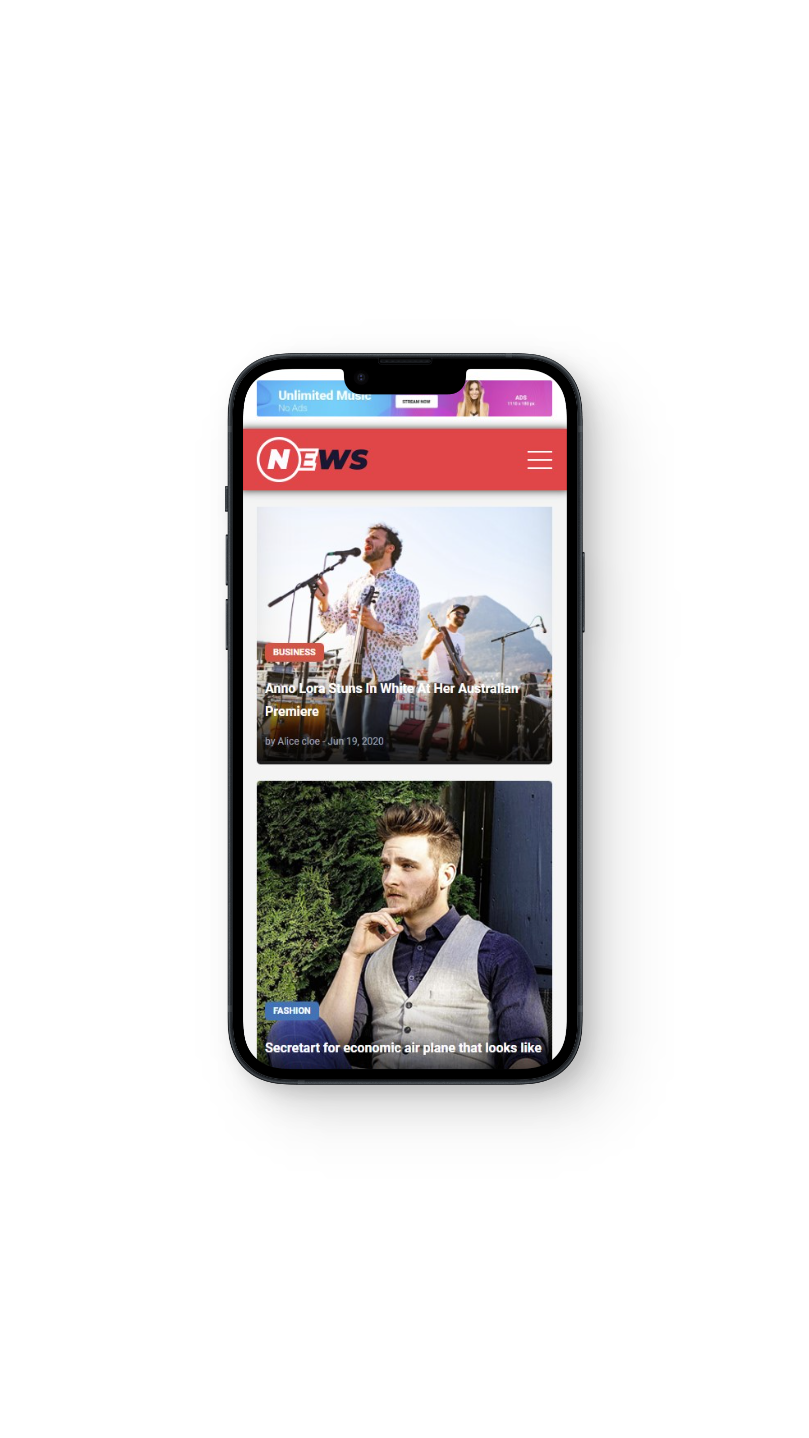 Unlimited Music
No Ads
STREAM NOW
ADS
NEWS
BUSINESS
Anno Lora Stuns In White At Her Australian
Premiere
by Alice cloe - Jun 19, 2020
FASHION
Secretart for economic air plane that looks like